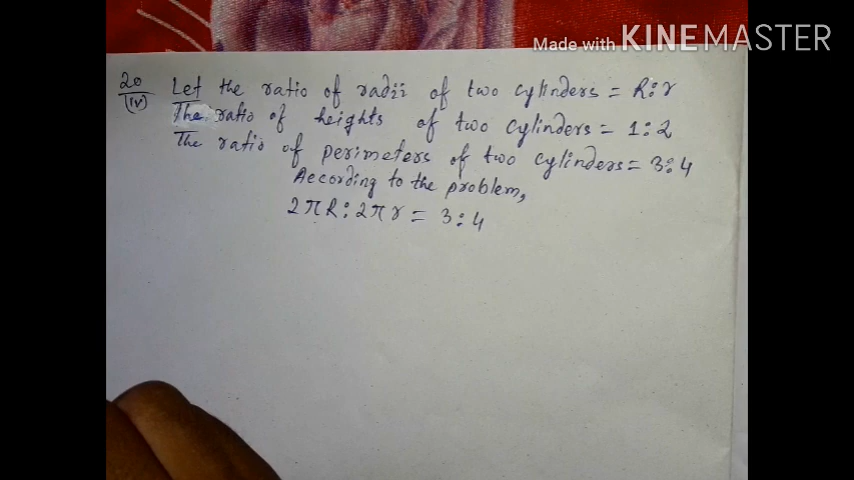 Made with KINEMASTER
20 (iv) Let the ratio of radii of two cylinders = R:r
The ratio of heights of two cylinders = 1:2
The ratio of perimeters of two cylinders = 3:4
According to the problem,
2πR:2πr = 3:4